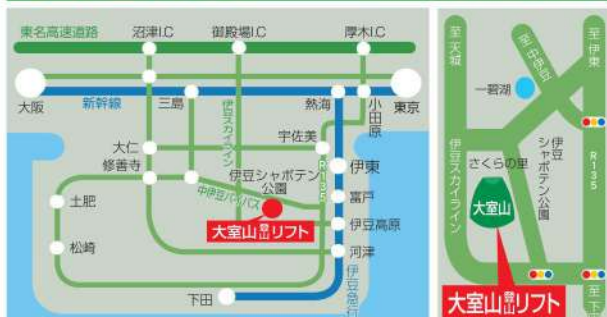 東名高速道路
沼津I.C
御殿場I.C
厚木I.C
大阪
新幹線
三島
伊豆スカイライン
熱海
小田原
東京
大仁
宇佐美
修善寺
伊豆シャボテン
公園
伊東
中伊豆バイパス
R135
土肥
富戸
大室山登山リフト
伊豆高原
松崎
河津
伊豆急行
下田
至天城
至中伊豆
至伊東
一碧湖
伊豆スカイライン
さくらの里
伊豆
シャボテン公園
R135
大室山
大室山登山リフト
至下